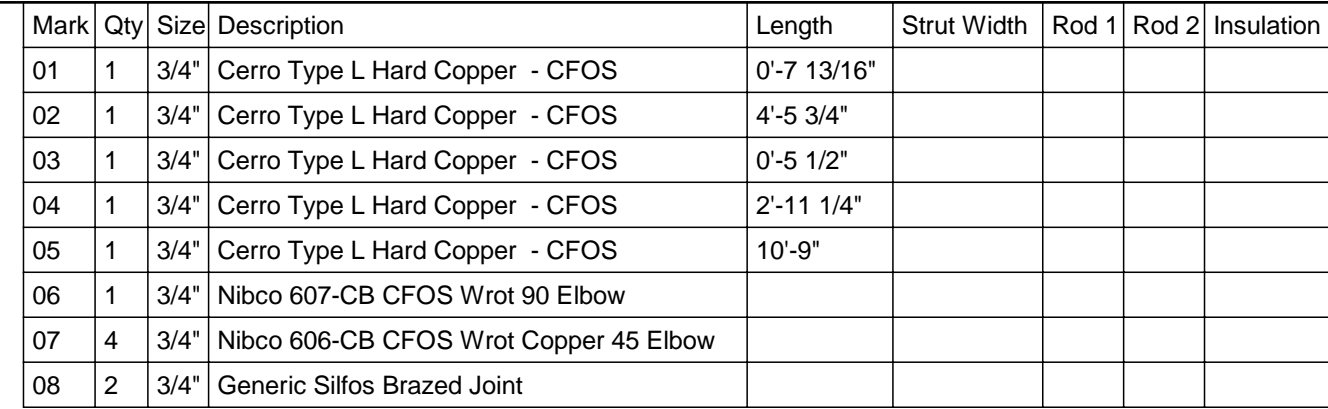 Mark Qty Size Description Length Strut Width Rod 1 Rod 2 Insulation
01 1 3/4" Cerro Type L Hard Copper - CFOS 0'-7 13/16"
02 1 3/4" Cerro Type L Hard Copper - CFOS 4'-5 3/4"
03 1 3/4" Cerro Type L Hard Copper - CFOS 0'-5 1/2"
04 1 3/4" Cerro Type L Hard Copper - CFOS 2'-11 1/4"
05 1 3/4" Cerro Type L Hard Copper - CFOS 10'-9"
06 1 3/4" Nibco 607-CB CFOS Wrot 90 Elbow
07 4 3/4" Nibco 606-CB CFOS Wrot Copper 45 Elbow
08 2 3/4" Generic Silfos Brazed Joint